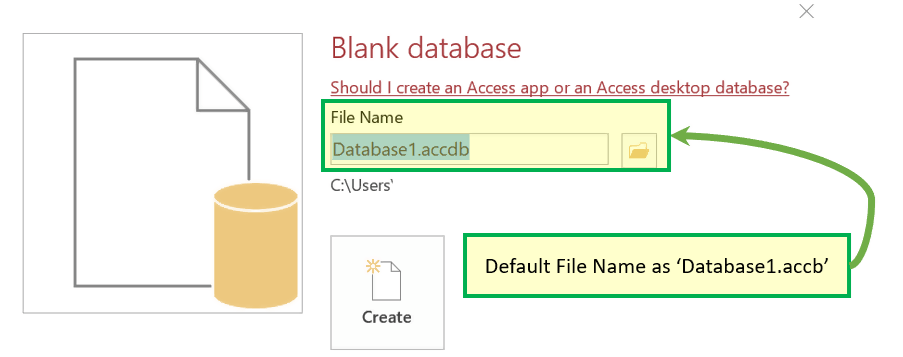 Blank database
Should I create an Access app or an Access desktop database?
File Name
Database1.accdb
C:\Users'
Default File Name as ‘Database1.accb’
Create